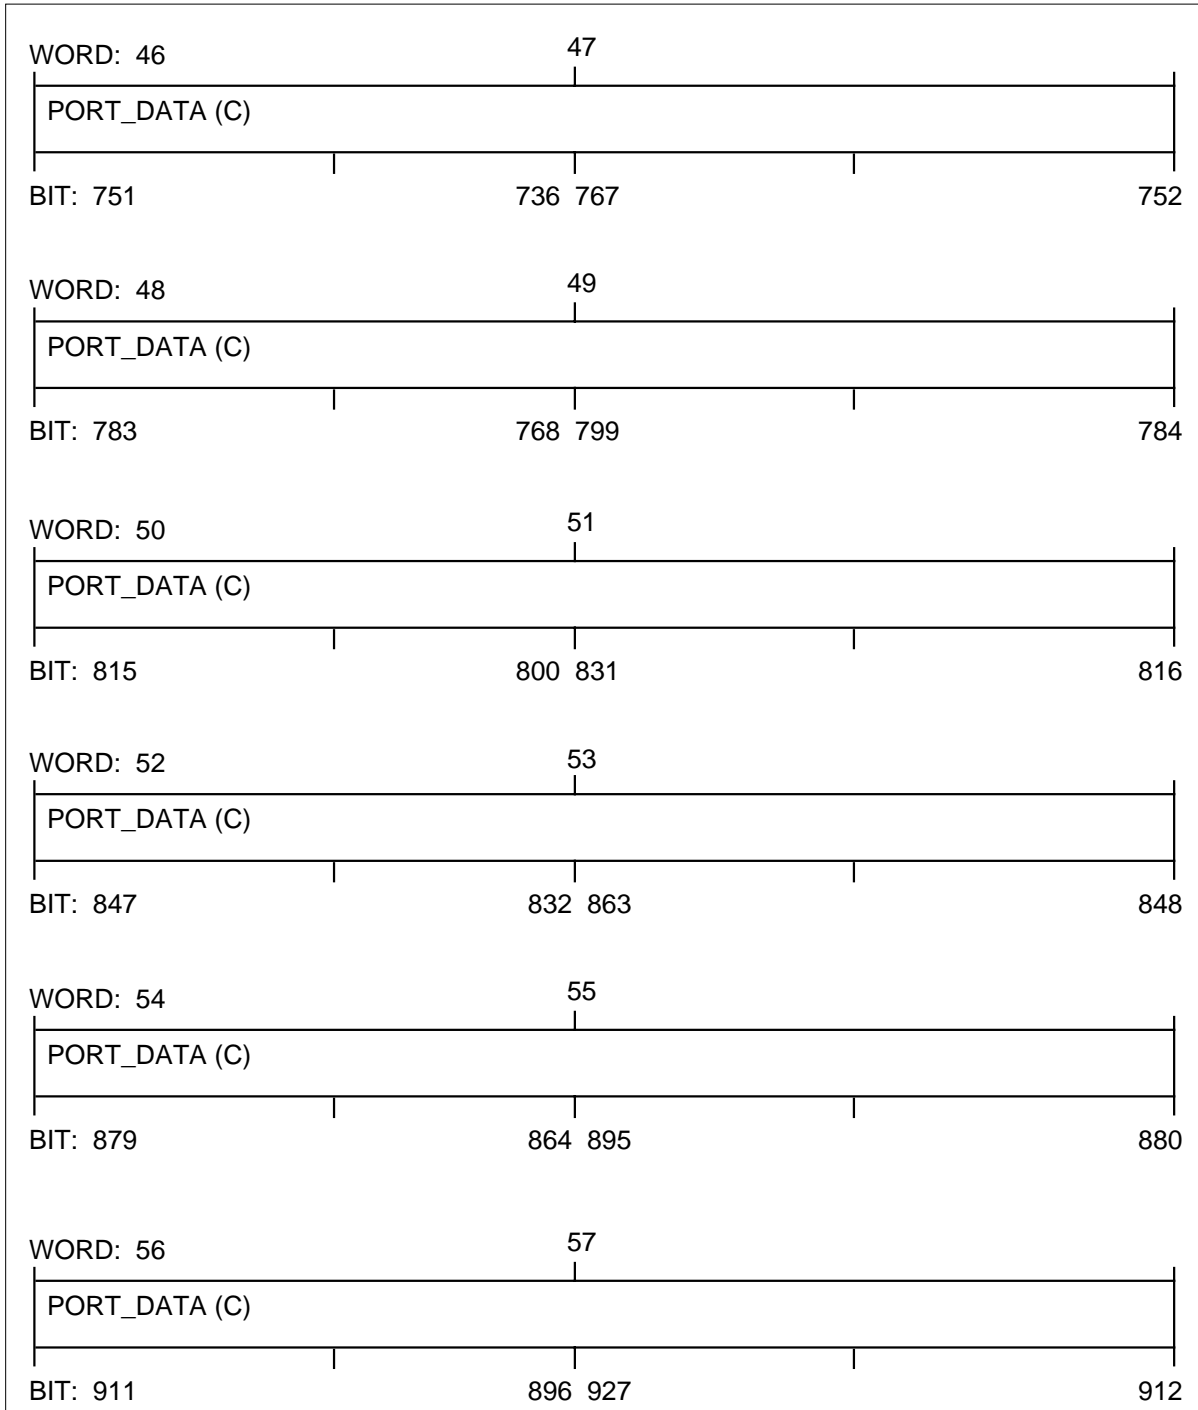 WORD: 46 47
PORT_DATA (C)
BIT: 751 736 767 752
WORD: 48 49
PORT_DATA (C)
BIT: 783 768 799 784
WORD: 50 51
PORT_DATA (C)
BIT: 815 800 831 816
WORD: 52 53
PORT_DATA (C)
BIT: 847 832 863 848
WORD: 54 55
PORT_DATA (C)
BIT: 879 864 895 880
WORD: 56 57
PORT_DATA (C)
BIT: 911 896 927 912